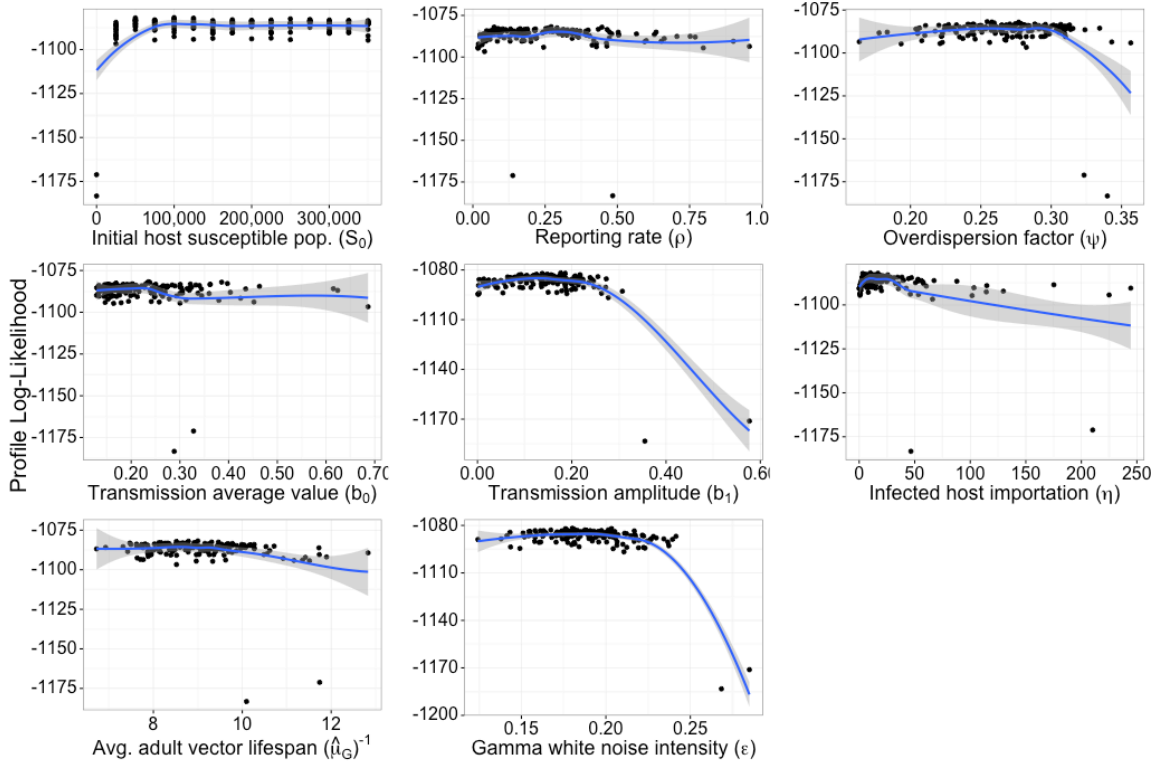 -1075
-1100
-1125
-1150
-1175
0 100,000 200,000 300,000
Initial host susceptible pop. (S₀)
-1075
-1100
-1125
-1150
-1175
0.00 0.25 0.50 0.75 1.0
Reporting rate (ρ)
-1075
-1100
-1125
-1150
-1175
0.20 0.25 0.30 0.35
Overdispersion factor (ψ)
Profile Log-Likelihood
-1075
-1100
-1125
-1150
-1175
0.20 0.30 0.40 0.50 0.60 0.70
Transmission average value (b₀)
-1080
-1110
-1140
-1170
0.00 0.20 0.40 0.60
Transmission amplitude (b₁)
-1100
-1125
-1150
-1175
0 50 100 150 200 250
Infected host importation (η)
-1075
-1100
-1125
-1150
-1175
8 10 12
Avg. adult vector lifespan (μ̂_G)⁻¹
-1080
-1110
-1140
-1170
-1200
0.15 0.20 0.25
Gamma white noise intensity (ε)